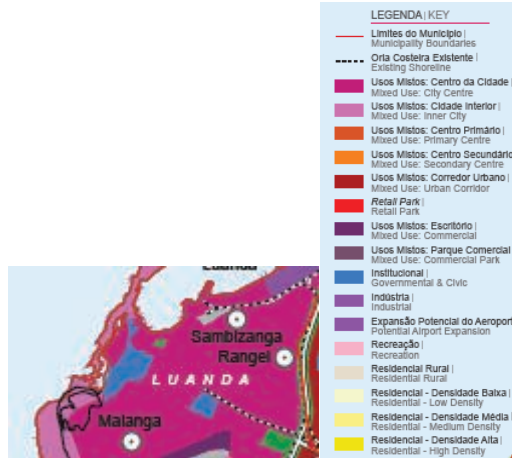 LEGENDA | KEY
Limites do Município |
Municipality Boundaries
Orla Costeira Existente |
Existing Shoreline
Usos Mistos: Centro da Cidade |
Mixed Use: City Centre
Usos Mistos: Cidade Interior |
Mixed Use: Inner City
Usos Mistos: Centro Primário |
Mixed Use: Primary Centre
Usos Mistos: Centro Secundário
Mixed Use: Secondary Centre
Usos Mistos: Corredor Urbano |
Mixed Use: Urban Corridor
Retail Park |
Retail Park
Usos Mistos: Escritório |
Mixed Use: Commercial
Usos Mistos: Parque Comercial
Mixed Use: Commercial Park
Institucional |
Governmental & Civic
Indústria |
Industrial
Expansão Potencial do Aeroport
Potential Airport Expansion
Recreação |
Recreation
Residencial Rural |
Residential Rural
Residencial - Densidade Baixa |
Residential - Low Density
Residencial - Densidade Média |
Residential - Medium Density
Residencial - Densidade Alta |
Residential - High Density
Luanda
Sambizanga
Rangel
LUANDA
Malanga